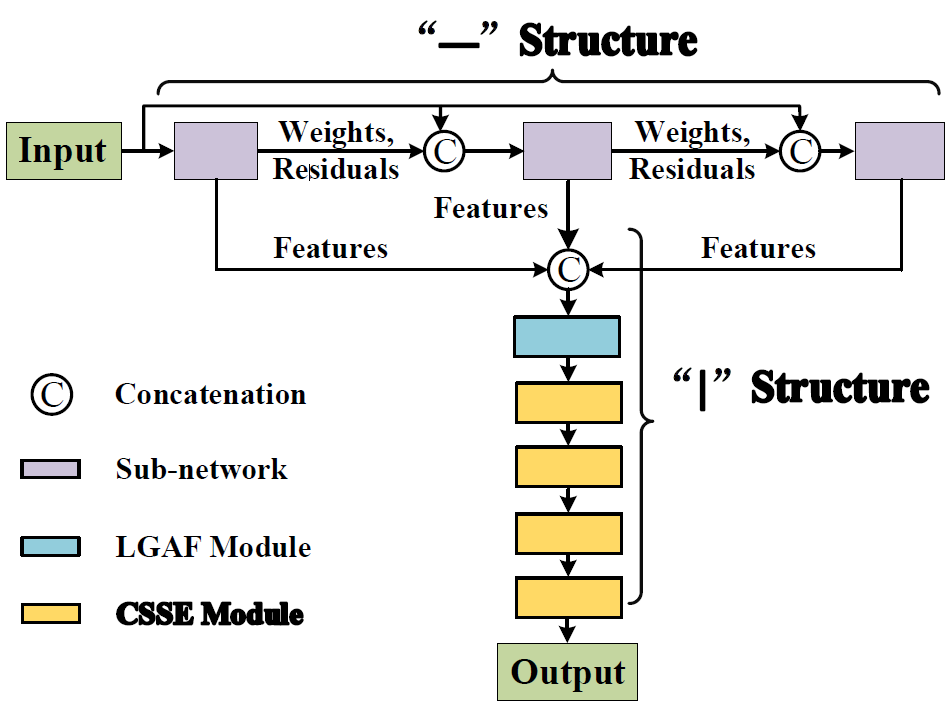 “—” Structure
Input
Weights,
Residuals
C
Weights,
Residuals
C
Features
Features
Features
C
“|” Structure
C Concatenation
Sub-network
LGAF Module
CSSE Module
Output